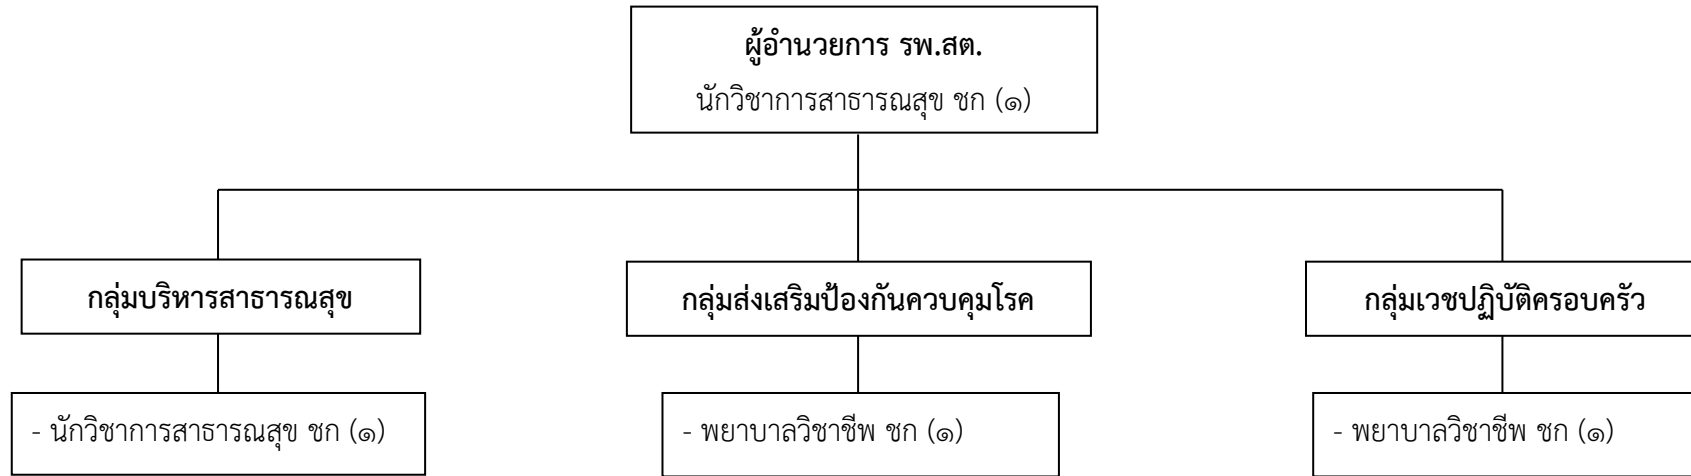 ผู้อำนวยการ รพ.สต.
นักวิชาการสาธารณสุข ชก (๑)
กลุ่มบริหารสาธารณสุข
กลุ่มส่งเสริมป้องกันควบคุมโรค
กลุ่มเวชปฏิบัติครอบครัว
- นักวิชาการสาธารณสุข ชก (๑)
- พยาบาลวิชาชีพ ชก (๑)
- พยาบาลวิชาชีพ ชก (๑)